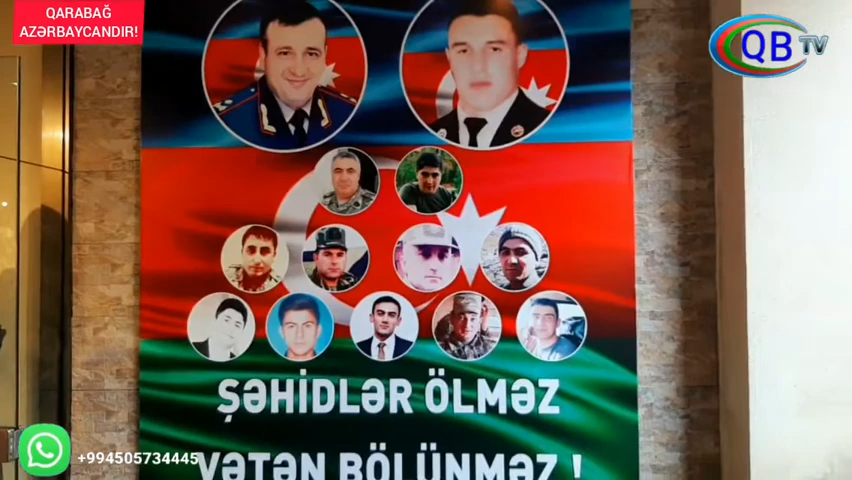 QARABAĞ
AZƏRBAYCANDIR!
QB TV
ŞƏHİDLƏR ÖLMƏZ
VƏTƏN BÖLÜNMƏZ !
+994505734445